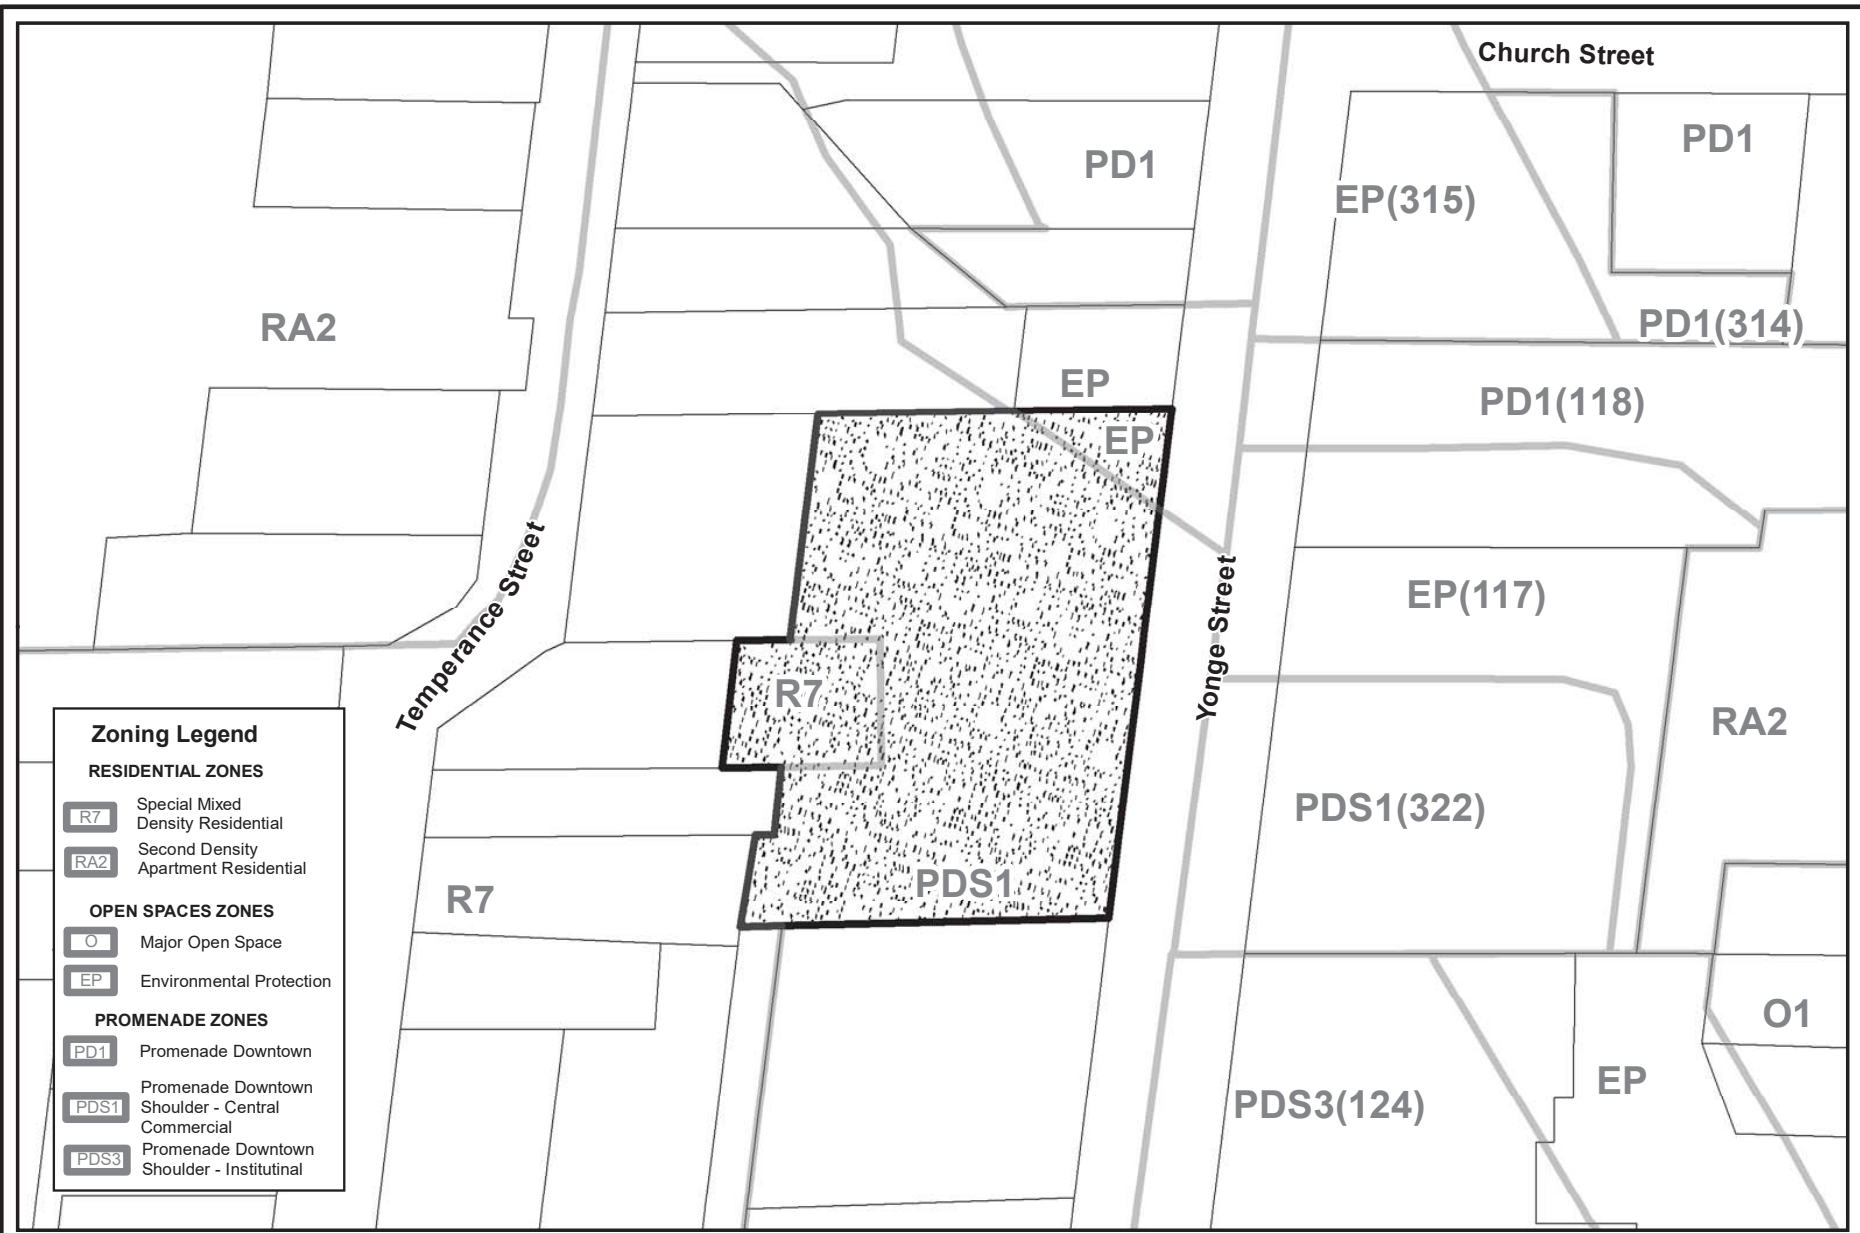 Church Street
PD1
PD1
EP(315)
RA2
PD1(314)
EP
PD1(118)
EP
Temperance Street
Yonge Street
EP(117)
R7
RA2
PDS1(322)
PDS1
R7
O1
EP
PDS3(124)
Zoning Legend
RESIDENTIAL ZONES
R7
Special Mixed
Density Residential
RA2
Second Density
Apartment Residential
OPEN SPACES ZONES
O
Major Open Space
EP
Environmental Protection
PROMENADE ZONES
PD1
Promenade Downtown
PDS1
Promenade Downtown
Shoulder - Central
Commercial
PDS3
Promenade Downtown
Shoulder - Institutinal